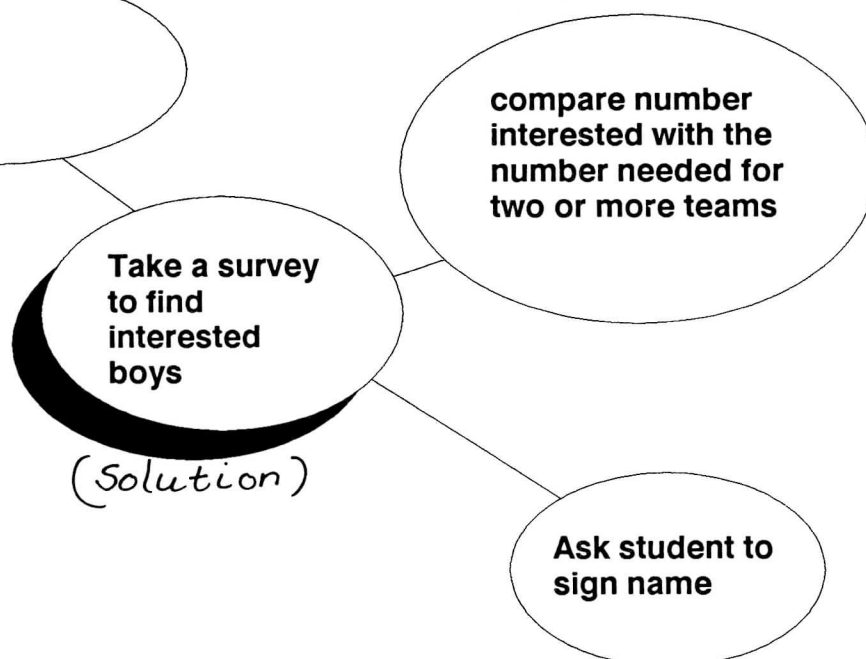 compare number
interested with the
number needed for
two or more teams
Take a survey
to find
interested
boys
(Solution)
Ask student to
sign name